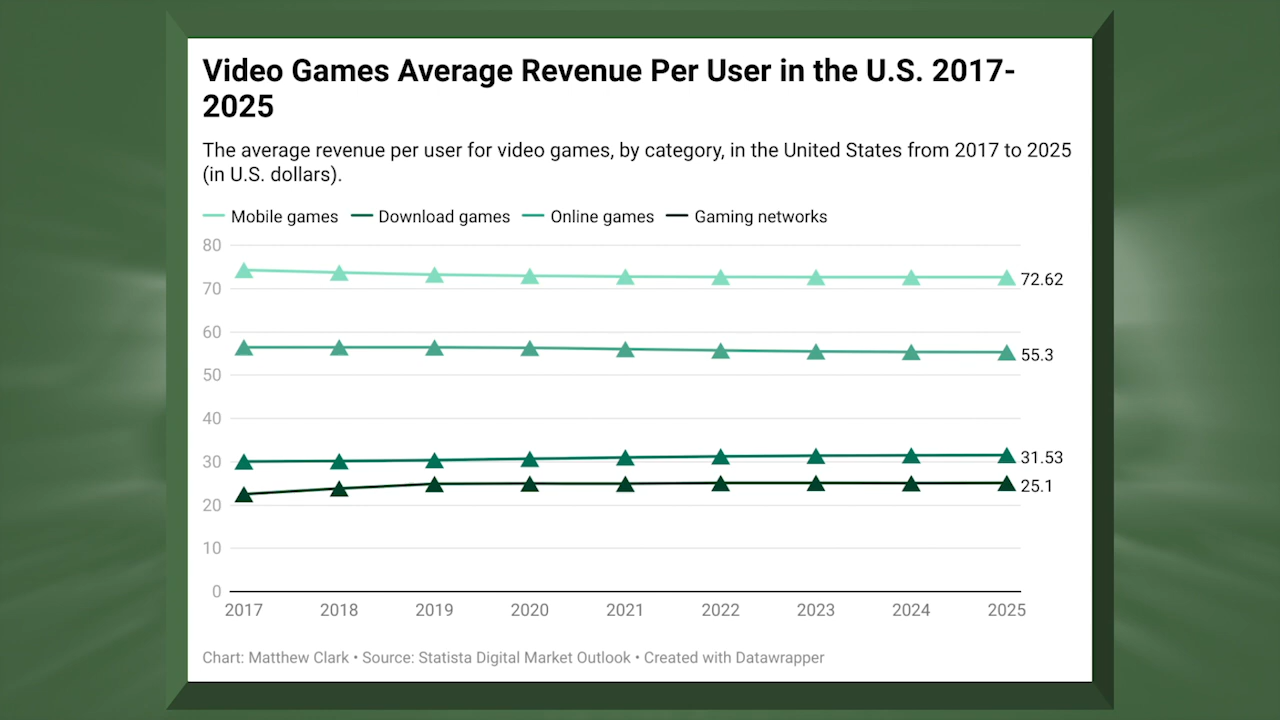 Video Games Average Revenue Per User in the U.S. 2017-
2025
The average revenue per user for video games, by category, in the United States from 2017 to 2025
(in U.S. dollars).
Mobile games Download games Online games Gaming networks
80
72.62
70
60
55.3
50
40
31.53
30
25.1
20
10
0
2017 2018 2019 2020 2021 2022 2023 2024 2025
Chart: Matthew Clark • Source: Statista Digital Market Outlook • Created with Datawrapper